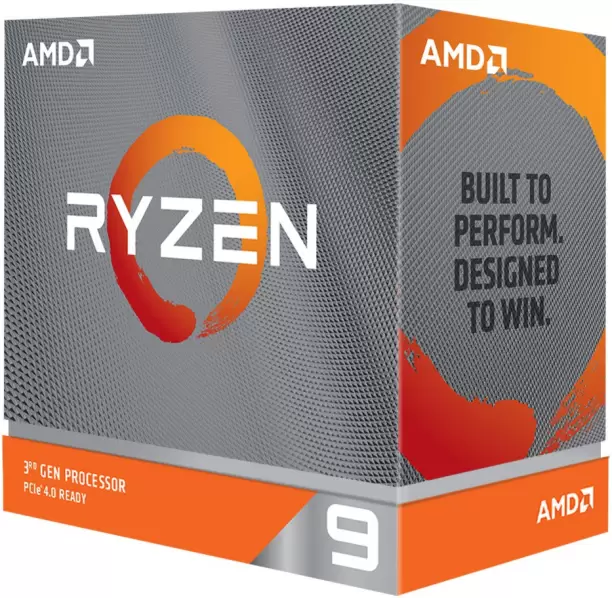 AMD
RYZEN
3RD GEN PROCESSOR
PCIe® 4.0 READY
9
AMD
BUILT TO
PERFORM.
DESIGNED
TO WIN.
AMD